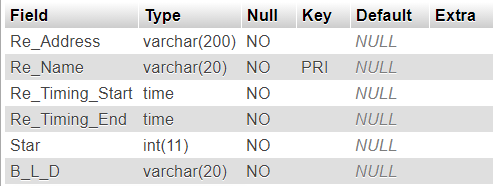 Field Type Null Key Default Extra
Re_Address varchar(200) NO NULL
Re_Name varchar(20) NO PRI NULL
Re_Timing_Start time NO NULL
Re_Timing_End time NO NULL
Star int(11) NO NULL
B_L_D varchar(20) NO NULL